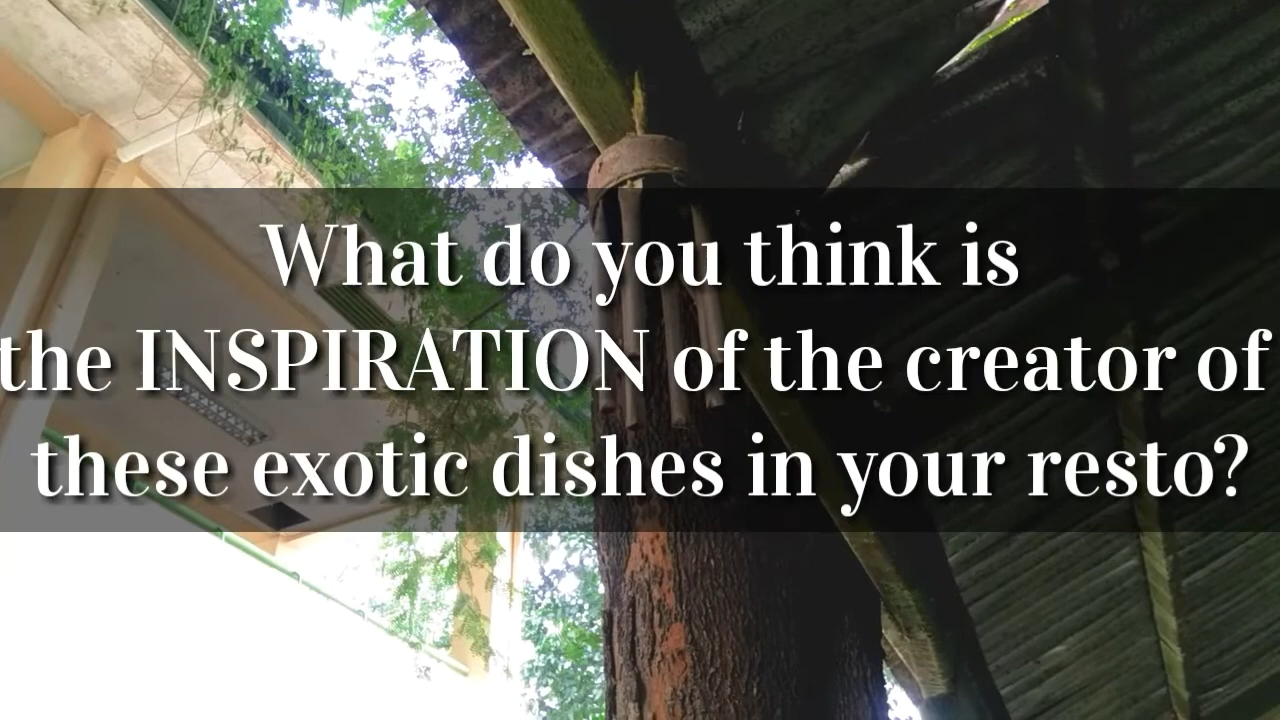 What do you think is
the INSPIRATION of the creator of
these exotic dishes in your resto?